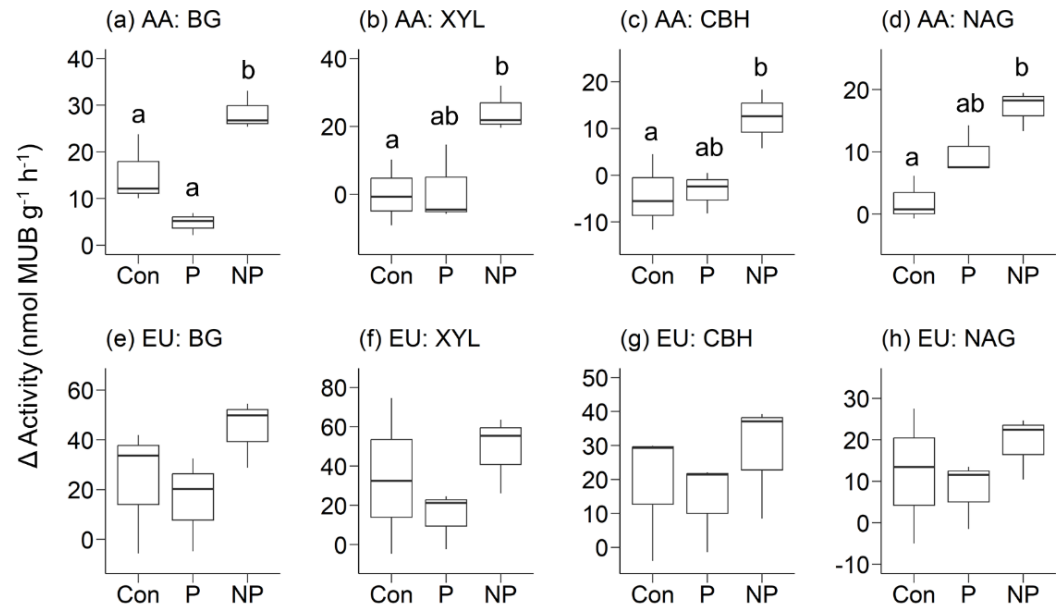 (a) AA: BG
(b) AA: XYL
(c) AA: CBH
(d) AA: NAG
40
30
20
10
0
a
a
b
Con P NP
40
20
0
a
ab
b
Con P NP
20
10
0
-10
a
ab
b
Con P NP
20
10
0
a
ab
b
Con P NP
Δ Activity (nmol MUB g-1 h-1)
(e) EU: BG
(f) EU: XYL
(g) EU: CBH
(h) EU: NAG
60
40
20
0
Con P NP
80
60
40
20
0
Con P NP
50
40
30
20
10
0
Con P NP
30
20
10
0
-10
Con P NP